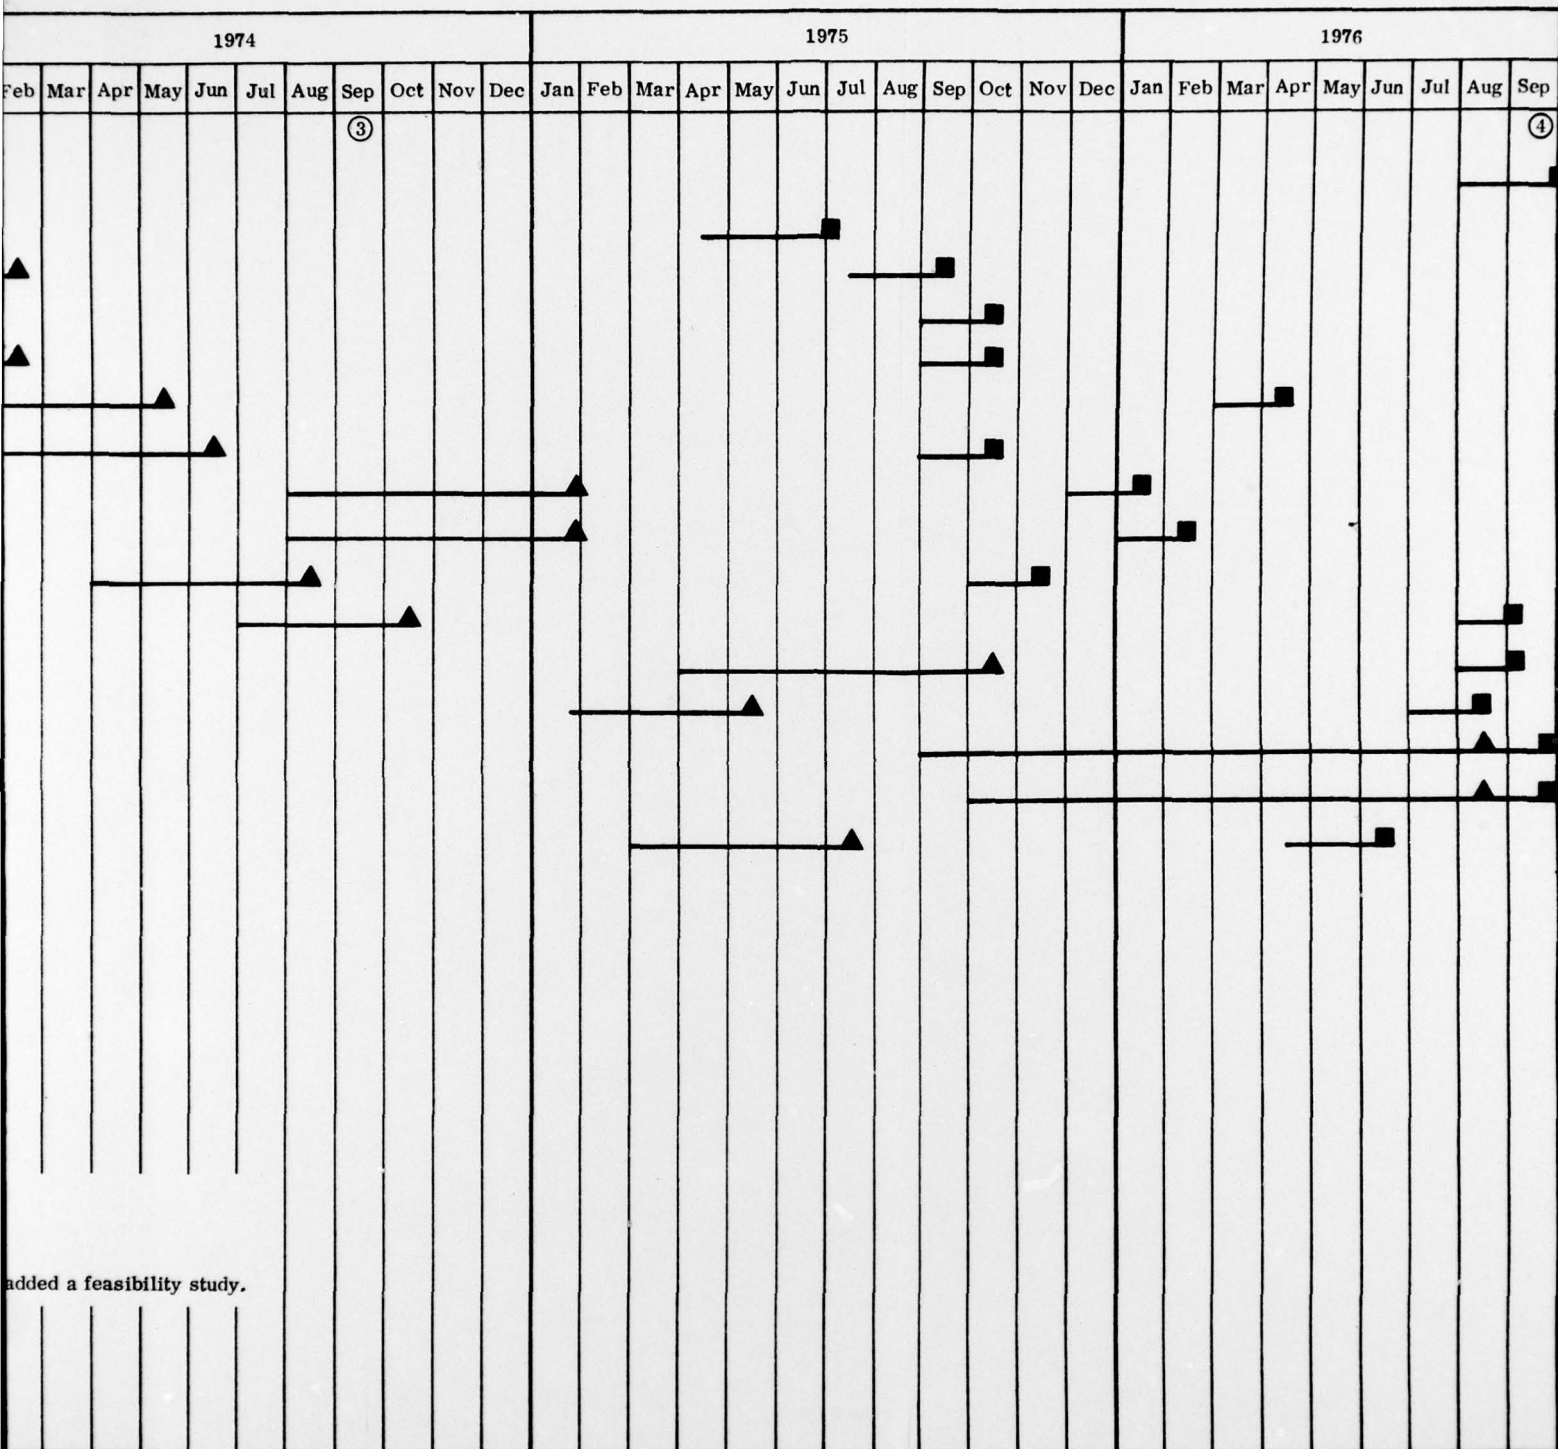 1974 1975 1976
Feb Mar Apr May Jun Jul Aug Sep Oct Nov Dec Jan Feb Mar Apr May Jun Jul Aug Sep Oct Nov Dec Jan Feb Mar Apr May Jun Jul Aug Sep
③ ④
added a feasibility study.